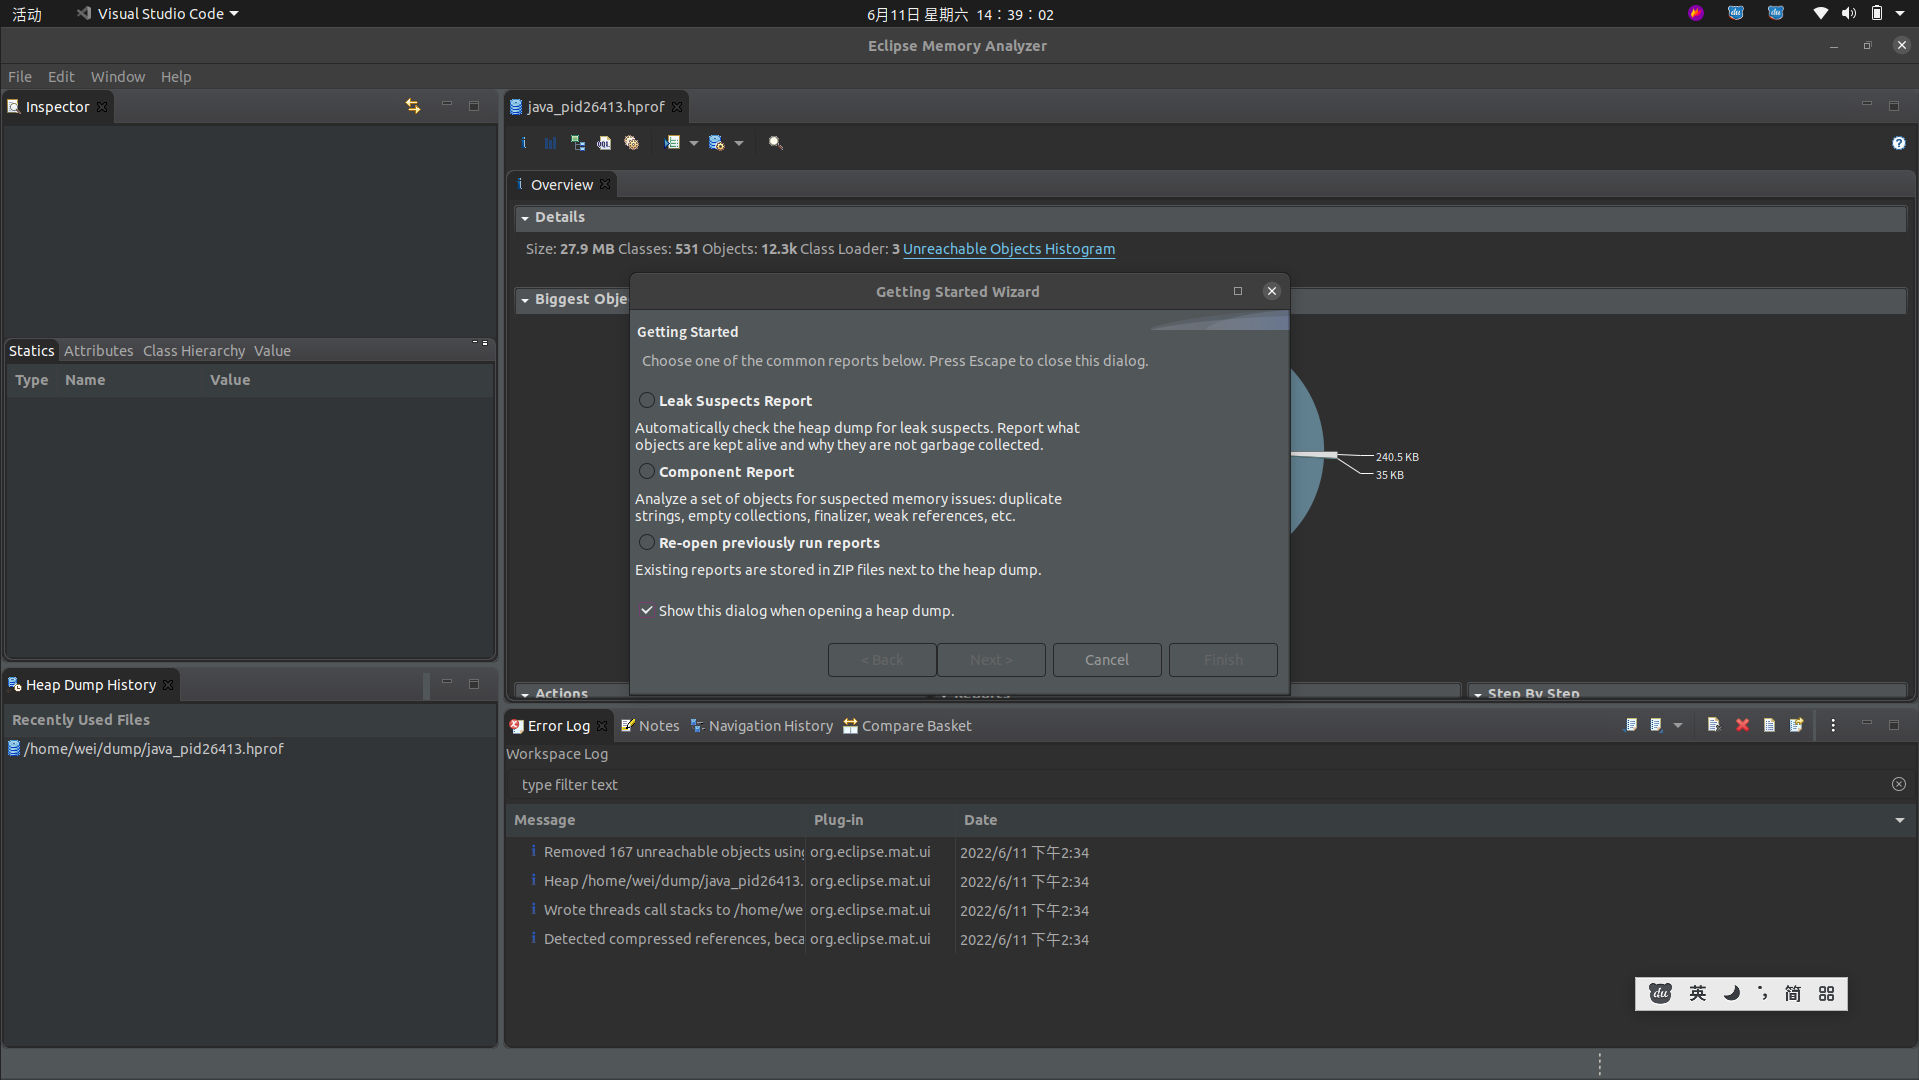 活动
Visual Studio Code
6月11日 星期六 14：39：02
Eclipse Memory Analyzer
File Edit Window Help
Inspector
java_pid26413.hprof
Overview
Details
Size: 27.9 MB Classes: 531 Objects: 12.3k Class Loader: 3 Unreachable Objects Histogram
Biggest Obje
Getting Started Wizard
Getting Started
Choose one of the common reports below. Press Escape to close this dialog.
Leak Suspects Report
Automatically check the heap dump for leak suspects. Report what
objects are kept alive and why they are not garbage collected.
Component Report
Analyze a set of objects for suspected memory issues: duplicate
strings, empty collections, finalizer, weak references, etc.
Re-open previously run reports
Existing reports are stored in ZIP files next to the heap dump.
Show this dialog when opening a heap dump.
< Back Next > Cancel Finish
240.5 KB
35 KB
Statics Attributes Class Hierarchy Value
Type Name Value
Actions
Reports
Step By Step
Heap Dump History
Recently Used Files
/home/wei/dump/java_pid26413.hprof
Error Log Notes Navigation History Compare Basket
Workspace Log
type filter text
Message Plug-in Date
Removed 167 unreachable objects using org.eclipse.mat.ui 2022/6/11 下午2:34
Heap /home/wei/dump/java_pid26413. org.eclipse.mat.ui 2022/6/11 下午2:34
Wrote threads call stacks to /home/we org.eclipse.mat.ui 2022/6/11 下午2:34
Detected compressed references, beca org.eclipse.mat.ui 2022/6/11 下午2:34
du 英 简